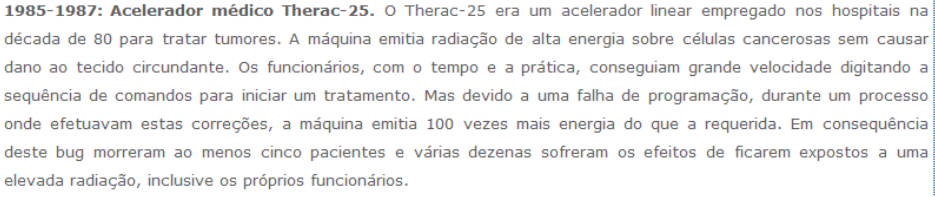 1985-1987: Acelerador médico Therac-25. O Therac-25 era um acelerador linear empregado nos hospitais na
década de 80 para tratar tumores. A máquina emitia radiação de alta energia sobre células cancerosas sem causar
dano ao tecido circundante. Os funcionários, com o tempo e a prática, conseguiam grande velocidade digitando a
sequência de comandos para iniciar um tratamento. Mas devido a uma falha de programação, durante um processo
onde efetuavam estas correções, a máquina emitia 100 vezes mais energia do que a requerida. Em consequência
deste bug morreram ao menos cinco pacientes e várias dezenas sofreram os efeitos de ficarem expostos a uma
elevada radiação, inclusive os próprios funcionários.